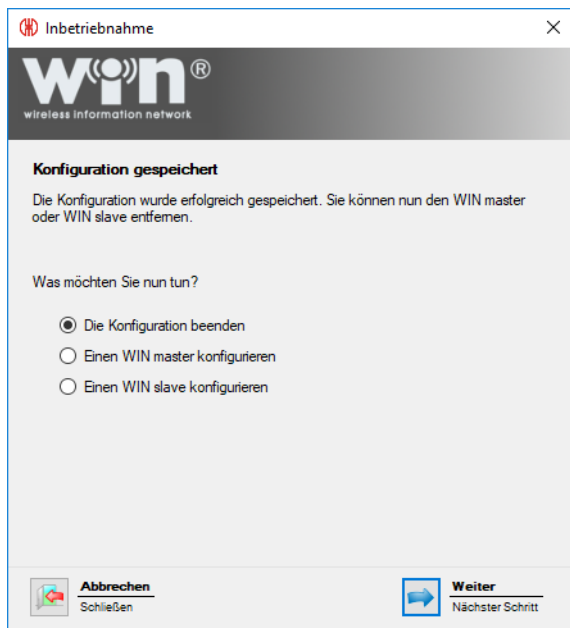 Inbetriebnahme
WIN®
wireless information network
Konfiguration gespeichert
Die Konfiguration wurde erfolgreich gespeichert. Sie können nun den WIN master
oder WIN slave entfernen.
Was möchten Sie nun tun?
Die Konfiguration beenden
Einen WIN master konfigurieren
Einen WIN slave konfigurieren
Abbrechen
Schließen
Weiter
Nächster Schritt